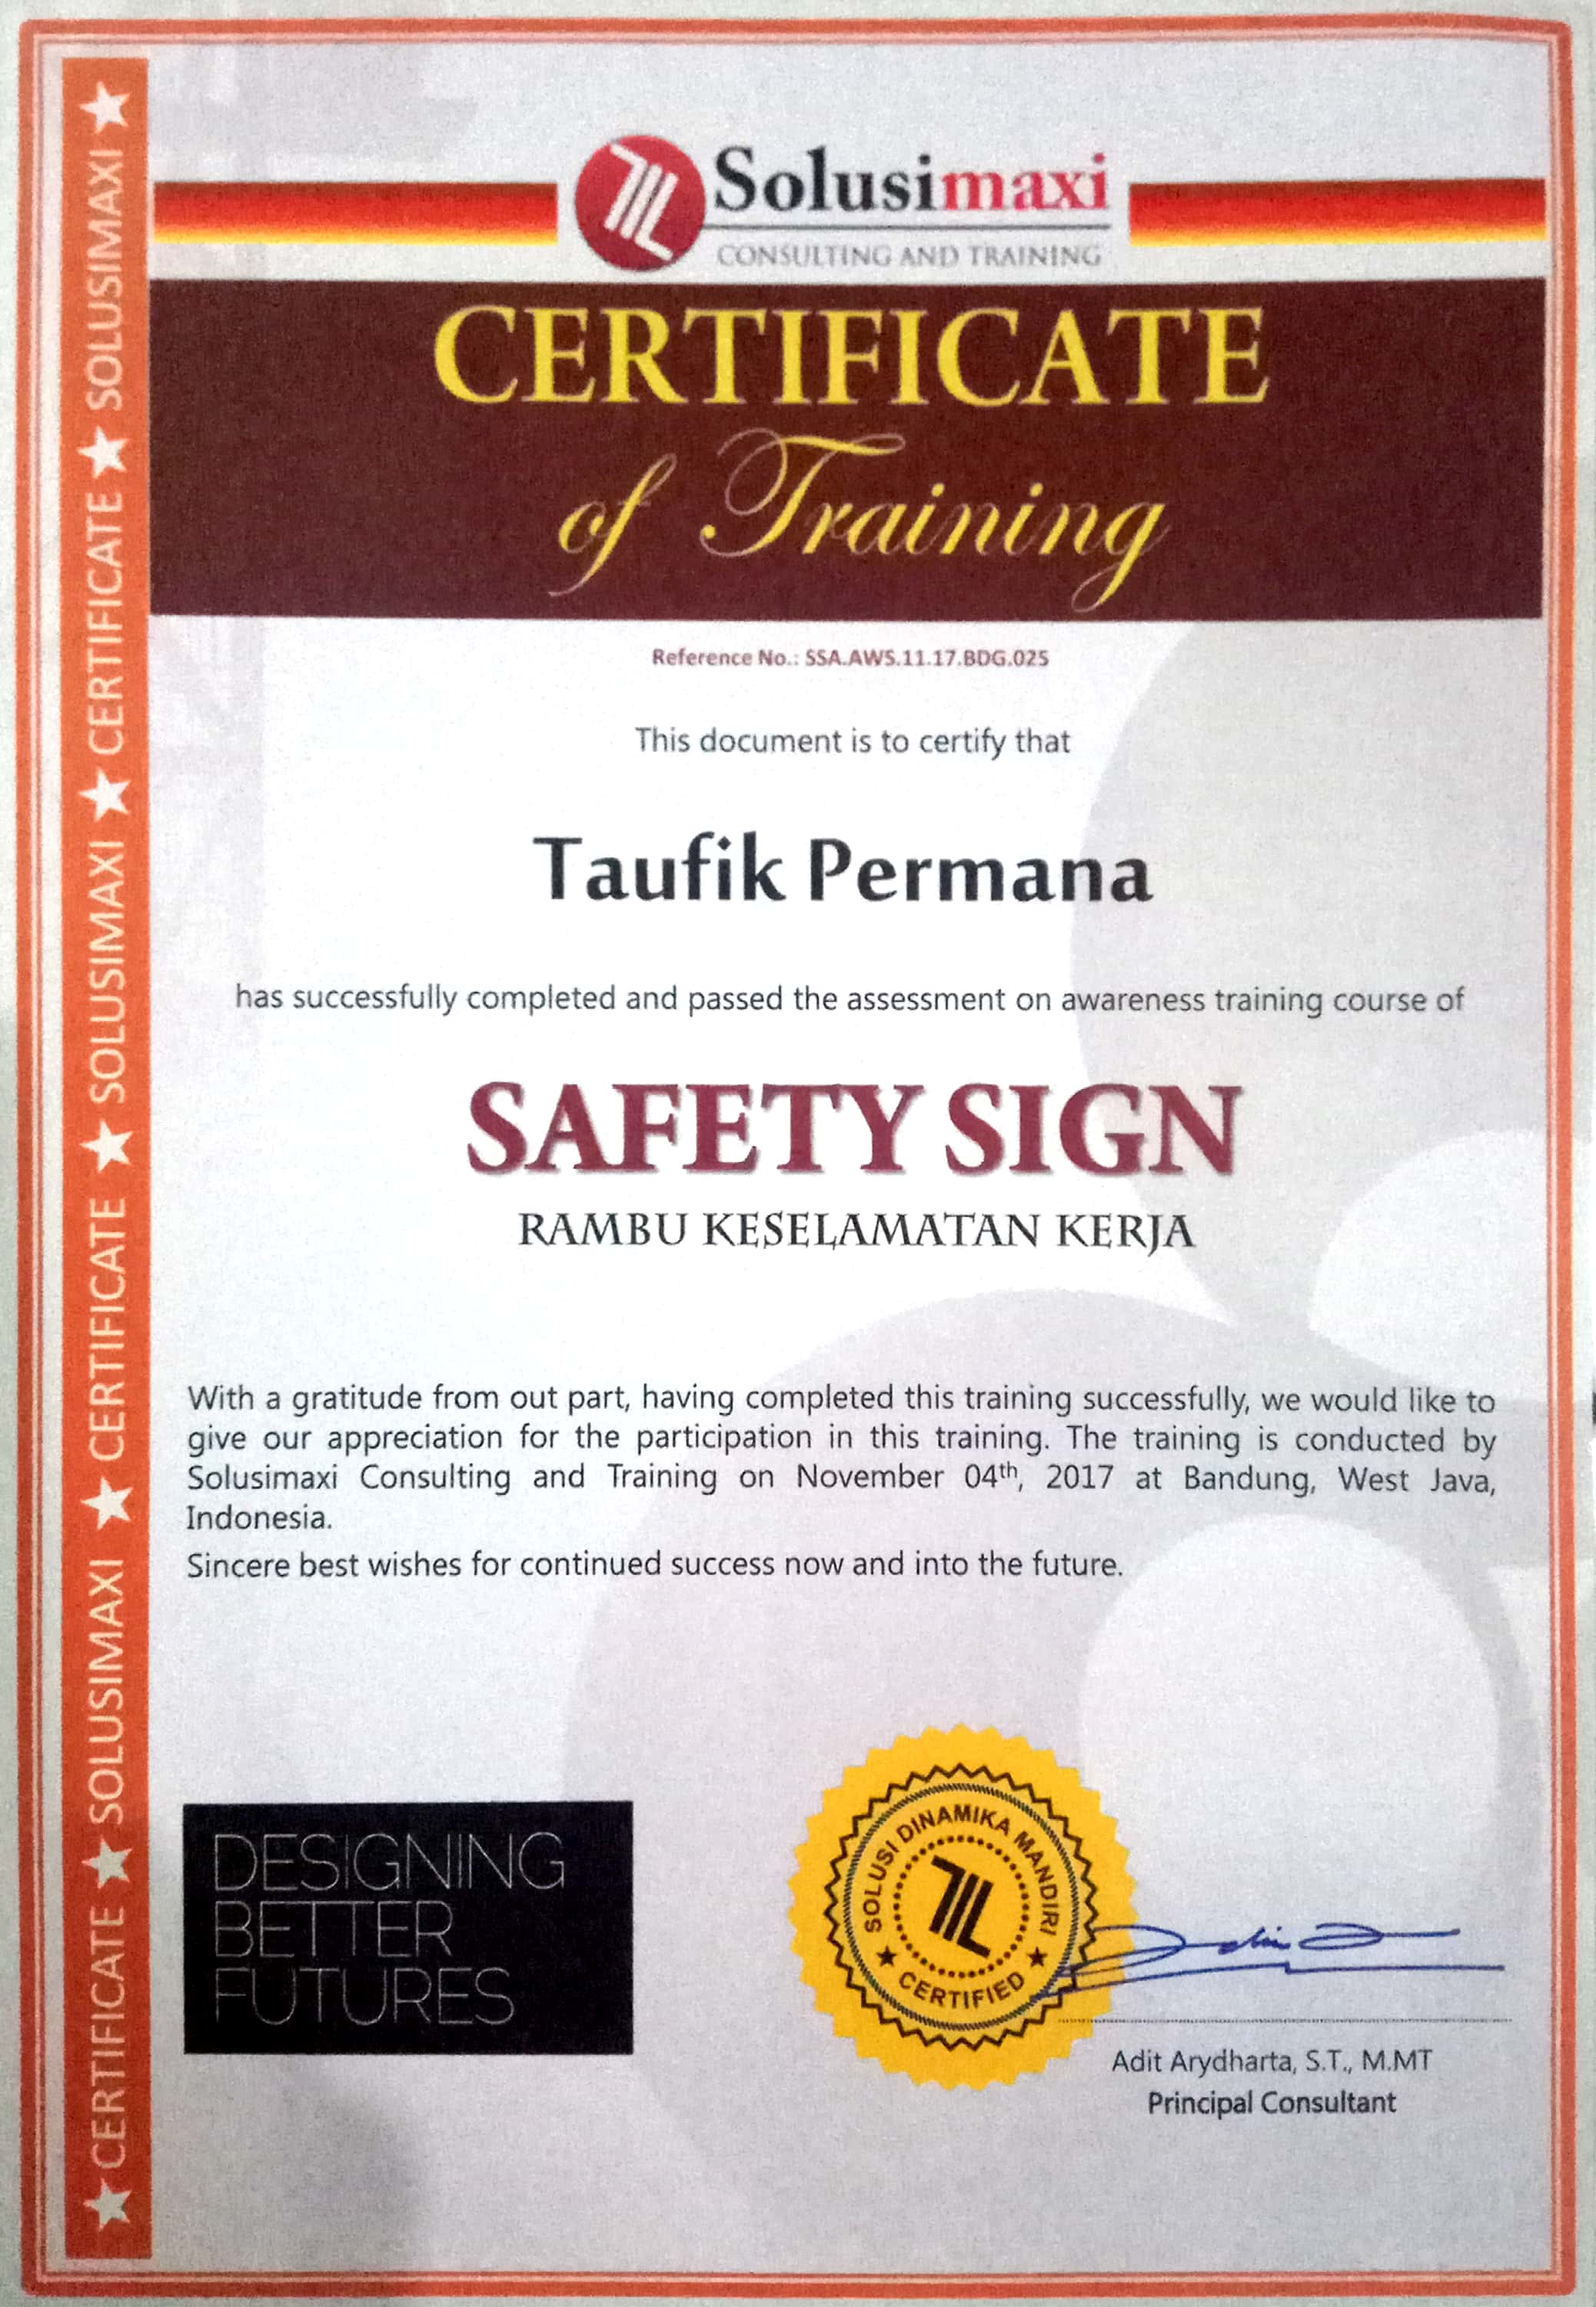 Solusimaxi
CONSULTING AND TRAINING
CERTIFICATE
of Training
Reference No.: SSA.AWS.11.17.BDG.025
This document is to certify that
Taufik Permana
has successfully completed and passed the assessment on awareness training course of
SAFETY SIGN
RAMBU KESELAMATAN KERJA
With a gratitude from out part, having completed this training successfully, we would like to
give our appreciation for the participation in this training. The training is conducted by
Solusimaxi Consulting and Training on November 04th, 2017 at Bandung, West Java,
Indonesia.
Sincere best wishes for continued success now and into the future.
DESIGNING
BETTER
FUTURES
SOLUSI DINAMIKA MANDIRI
★ CERTIFIED ★
Adit Arydharta, S.T., M.MT
Principal Consultant
★ CERTIFICATE ★ SOLUSIMAXI ★ CERTIFICATE ★ SOLUSIMAXI ★ CERTIFICATE ★ SOLUSIMAXI ★